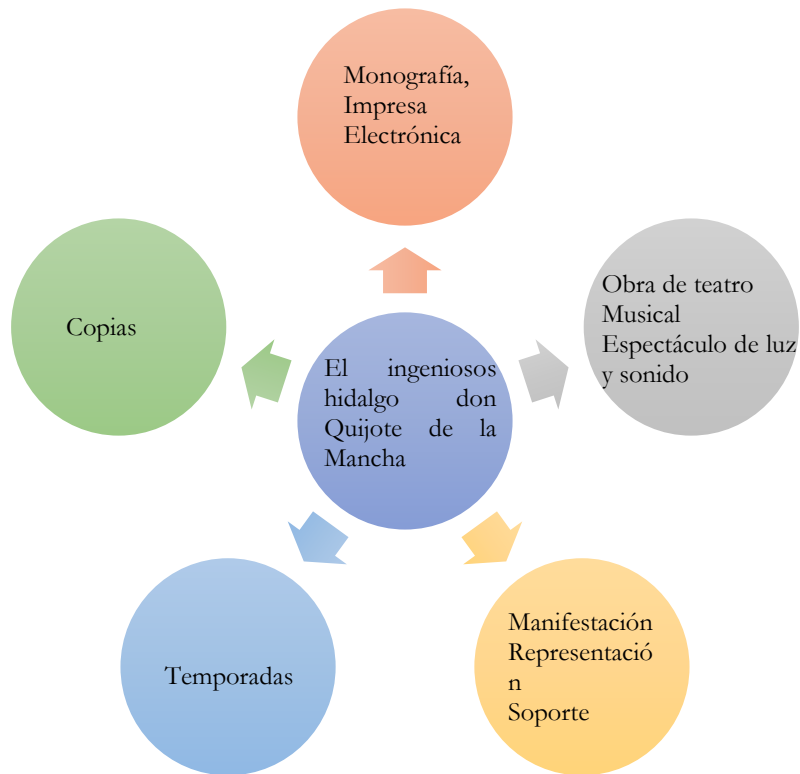 Monografía,
Impresa
Electrónica
Obra de teatro
Musical
Espectáculo de luz
y sonido
Copias
El ingeniosos
hidalgo don
Quijote de la
Mancha
Manifestación
Representació
n
Soporte
Temporadas